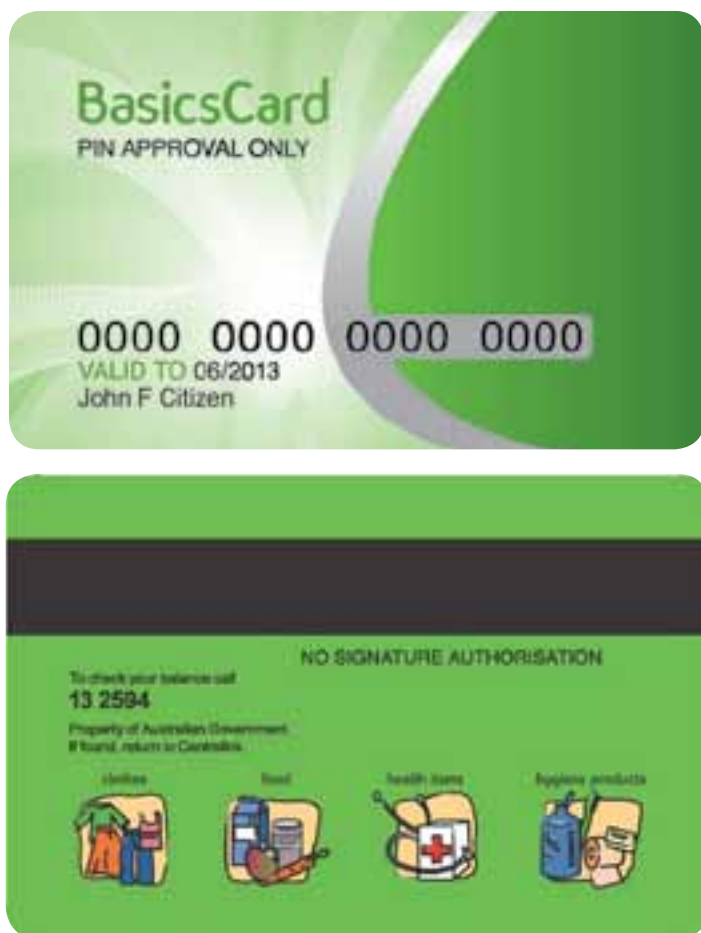 BasicsCard
PIN APPROVAL ONLY
0000 0000 0000 0000
VALID TO 06/2013
John F Citizen
NO SIGNATURE AUTHORISATION
To check your balance call
13 2594
Property of Australian Government
If found, return to Centrelink
clothes
food
health items
hygiene products